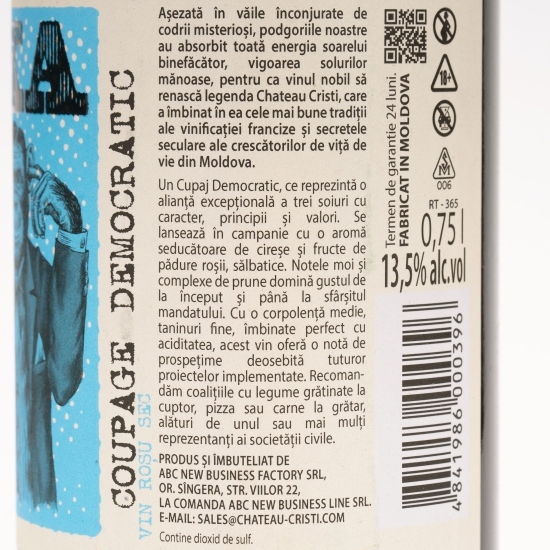 Așezată în văile înconjurate de
codrii misterioși, podgoriile noastre
au absorbit toată energia soarelui
binefăcător, vigoarea solurilor
mănoase, pentru ca vinul nobil să
renască legenda Chateau Cristi, care
a îmbinat în ea cele mai bune tradiții
ale vinificației francize și secretele
seculare ale crescătorilor de viță de
vie din Moldova.
Un Cupaj Democratic, ce reprezintă o
alianță excepțională a trei soiuri cu
caracter, principii și valori. Se
lansează în campanie cu o aromă
seducătoare de cireșe și fructe de
pădure roșii, sălbatice. Notele moi și
complexe de prune domină gustul de
la început și până la sfârșitul
mandatului. Cu o corpolență medie,
taninuri fine, îmbinate perfect cu
aciditatea, acest vin oferă o notă de
prospețime deosebită tuturor
proiectelor implementate. Recoman-
dăm coalițiile cu legume grătinate la
cuptor, pizza sau carne la grătar,
alături de unul sau mai mulți
reprezentanți ai societății civile.
PRODUS ȘI ÎMBUTELIAT DE
ABC NEW BUSINESS FACTORY SRL,
OR. SÎNGERA, STR. VIILOR 22,
LA COMANDA ABC NEW BUSINESS LINE SRL.
E-MAIL: SALES@CHATEAU-CRISTI.COM
Contine dioxid de sulf.
COUPAGE DEMOCRATIC
VIN ROȘU SEC
LA
Termen de garantie 24 luni.
FABRICAT ÎN MOLDOVA
18+
006
RT - 365
0,75 l
13,5% alc.vol
4 841986 000396